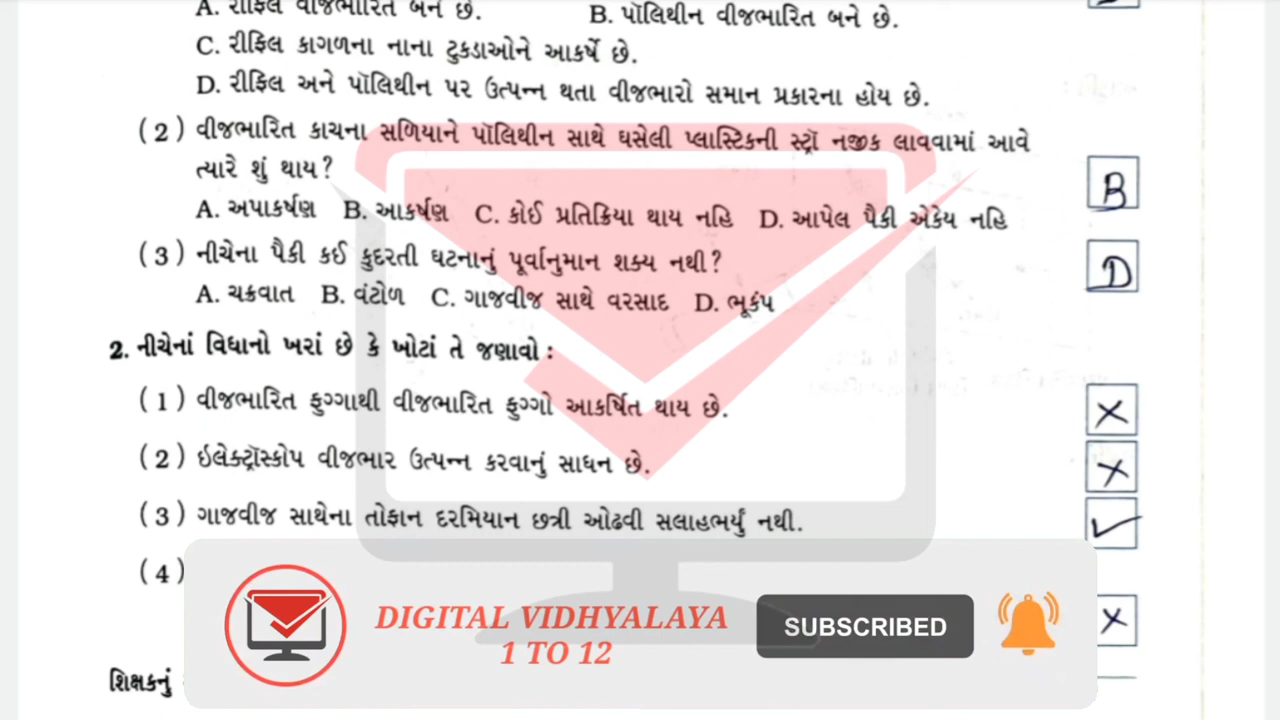 A. રીફિલ વીજભારિત બને છે. B. પૉલિથીન વીજભારિત બને છે.
C. રીફિલ કાગળના નાના ટુકડાઓને આકર્ષે છે.
D. રીફિલ અને પૉલિથીન પર ઉત્પન્ન થતા વીજભારો સમાન પ્રકારના હોય છે.
(2) વીજભારિત કાચના સળિયાને પૉલિથીન સાથે ઘસેલી પ્લાસ્ટિકની સ્ટ્રૉ નજીક લાવવામાં આવે
ત્યારે શું થાય? B
A. અપાકર્ષણ B. આકર્ષણ C. કોઈ પ્રતિક્રિયા થાય નહિ D. આપેલ પૈકી એકેય નહિ
(3) નીચેના પૈકી કઈ કુદરતી ઘટનાનું પૂર્વાનુમાન શક્ય નથી? D
A. ચક્રવાત B. વંટોળ C. ગાજવીજ સાથે વરસાદ D. ભૂકંપ
2. નીચેનાં વિધાનો ખરાં છે કે ખોટાં તે જણાવો :
(1) વીજભારિત ફુગ્ગાથી વીજભારિત ફુગ્ગો આકર્ષિત થાય છે. ×
(2) ઇલેક્ટ્રૉસ્કોપ વીજભાર ઉત્પન્ન કરવાનું સાધન છે. ×
(3) ગાજવીજ સાથેના તોફાન દરમિયાન છત્રી ઓઢવી સલાહભર્યું નથી. ✓
(4) ×
DIGITAL VIDHYALAYA
1 TO 12
SUBSCRIBED
શિક્ષકનું